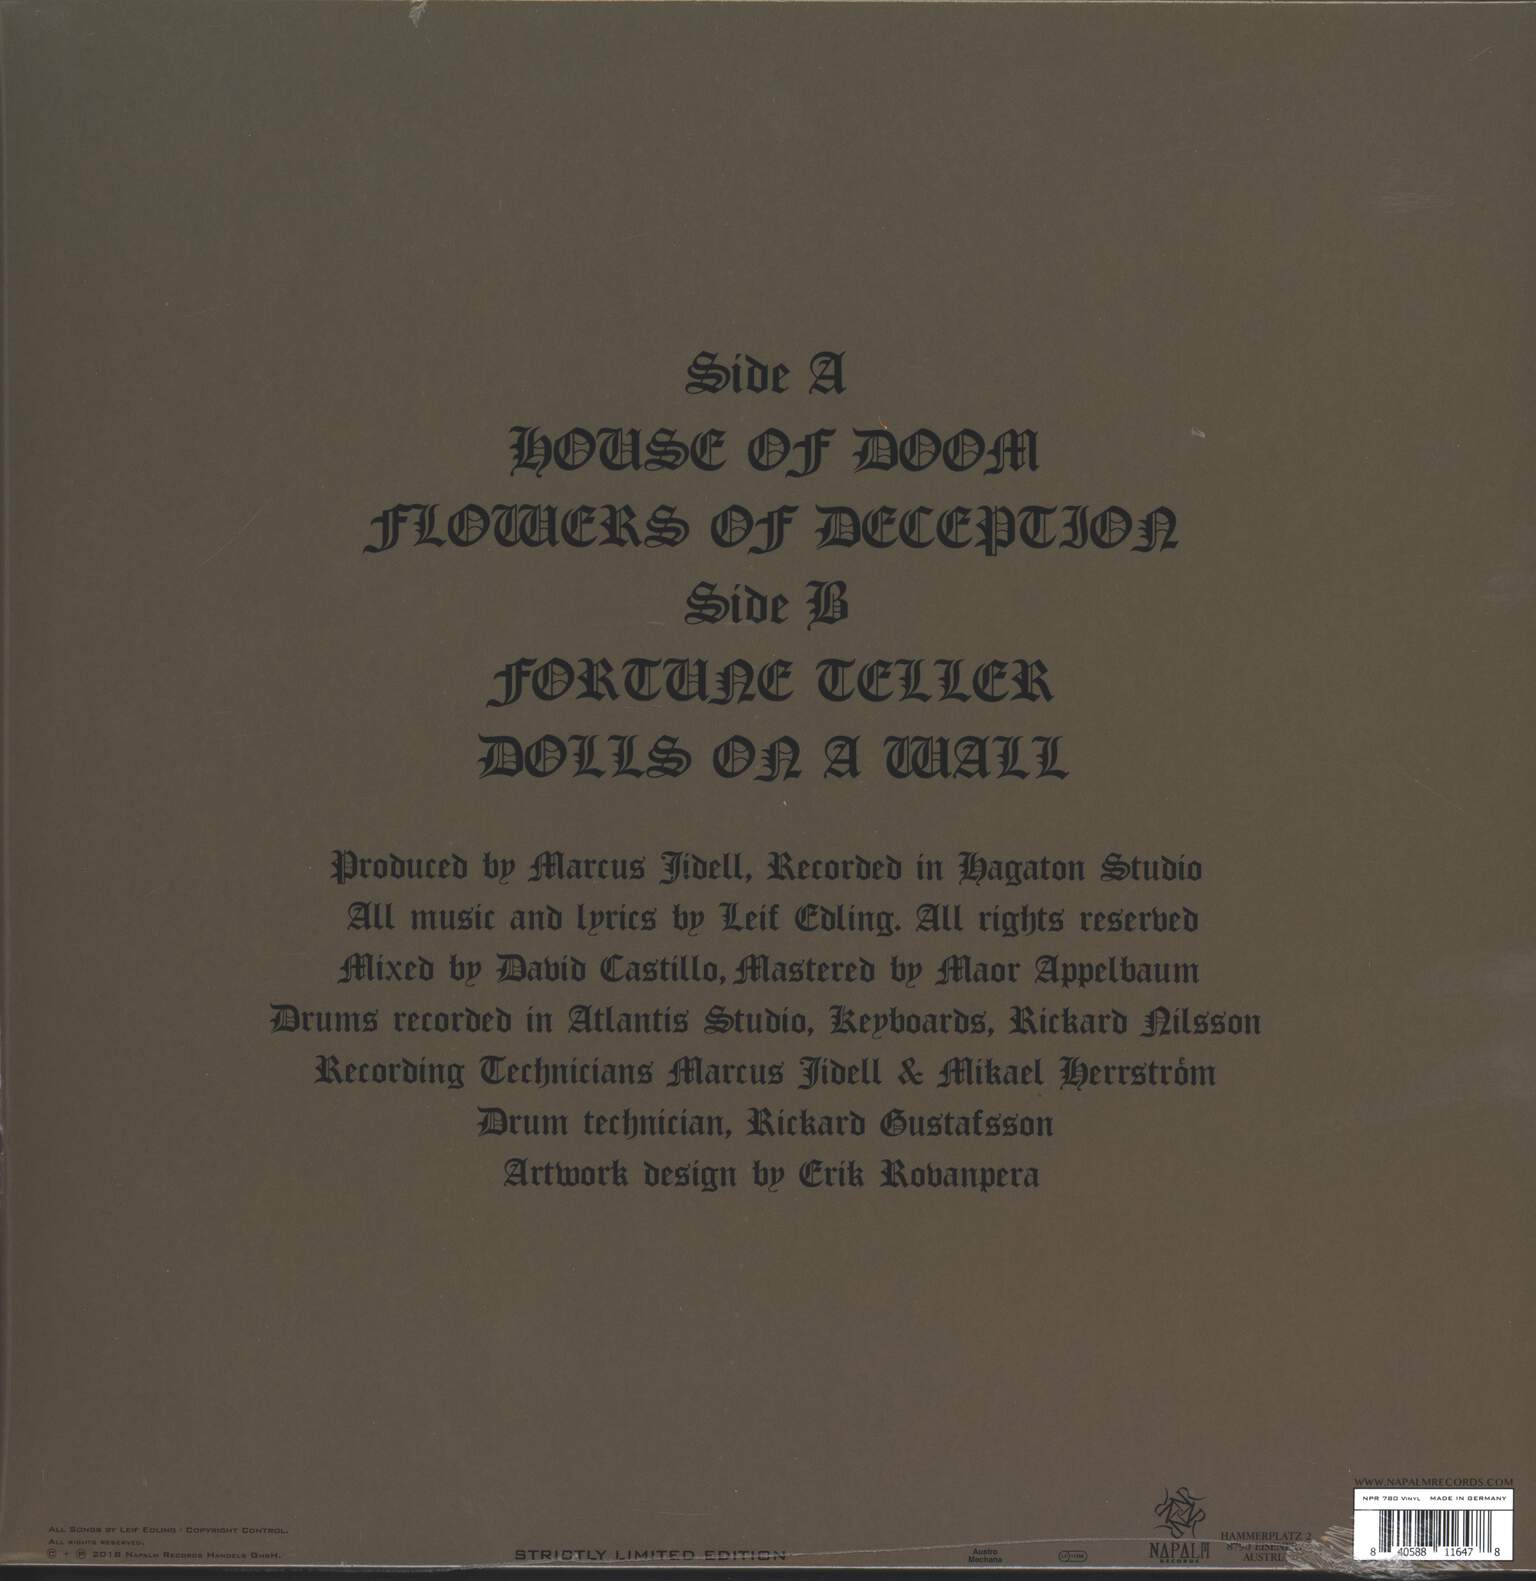 Side A
HOUSE OF DOOM
FLOWERS OF DECEPTION
Side B
FORTUNE TELLER
DOLLS ON A WALL
Produced by Marcus Jidell, Recorded in Hagaton Studio
All music and lyrics by Leif Edling. All rights reserved
Mixed by David Castillo, Mastered by Maor Appelbaum
Drums recorded in Atlantis Studio, Keyboards, Rickard Nilsson
Recording Technicians Marcus Jidell & Mikael Herrström
Drum technician, Rickard Gustafsson
Artwork design by Erik Rovanpera
WWW.NAPALMRECORDS.COM
NPR 780 Vinyl MADE IN GERMANY
8 40588 11647 8
HAMMERPLATZ 2
NAPALM
RECORDS
Austro
Mechana
STRICTLY LIMITED EDITION
All Songs by Leif Edling / Copyright Control.
All rights reserved.
© + ℗ 2018 Napalm Records Handels GmbH.